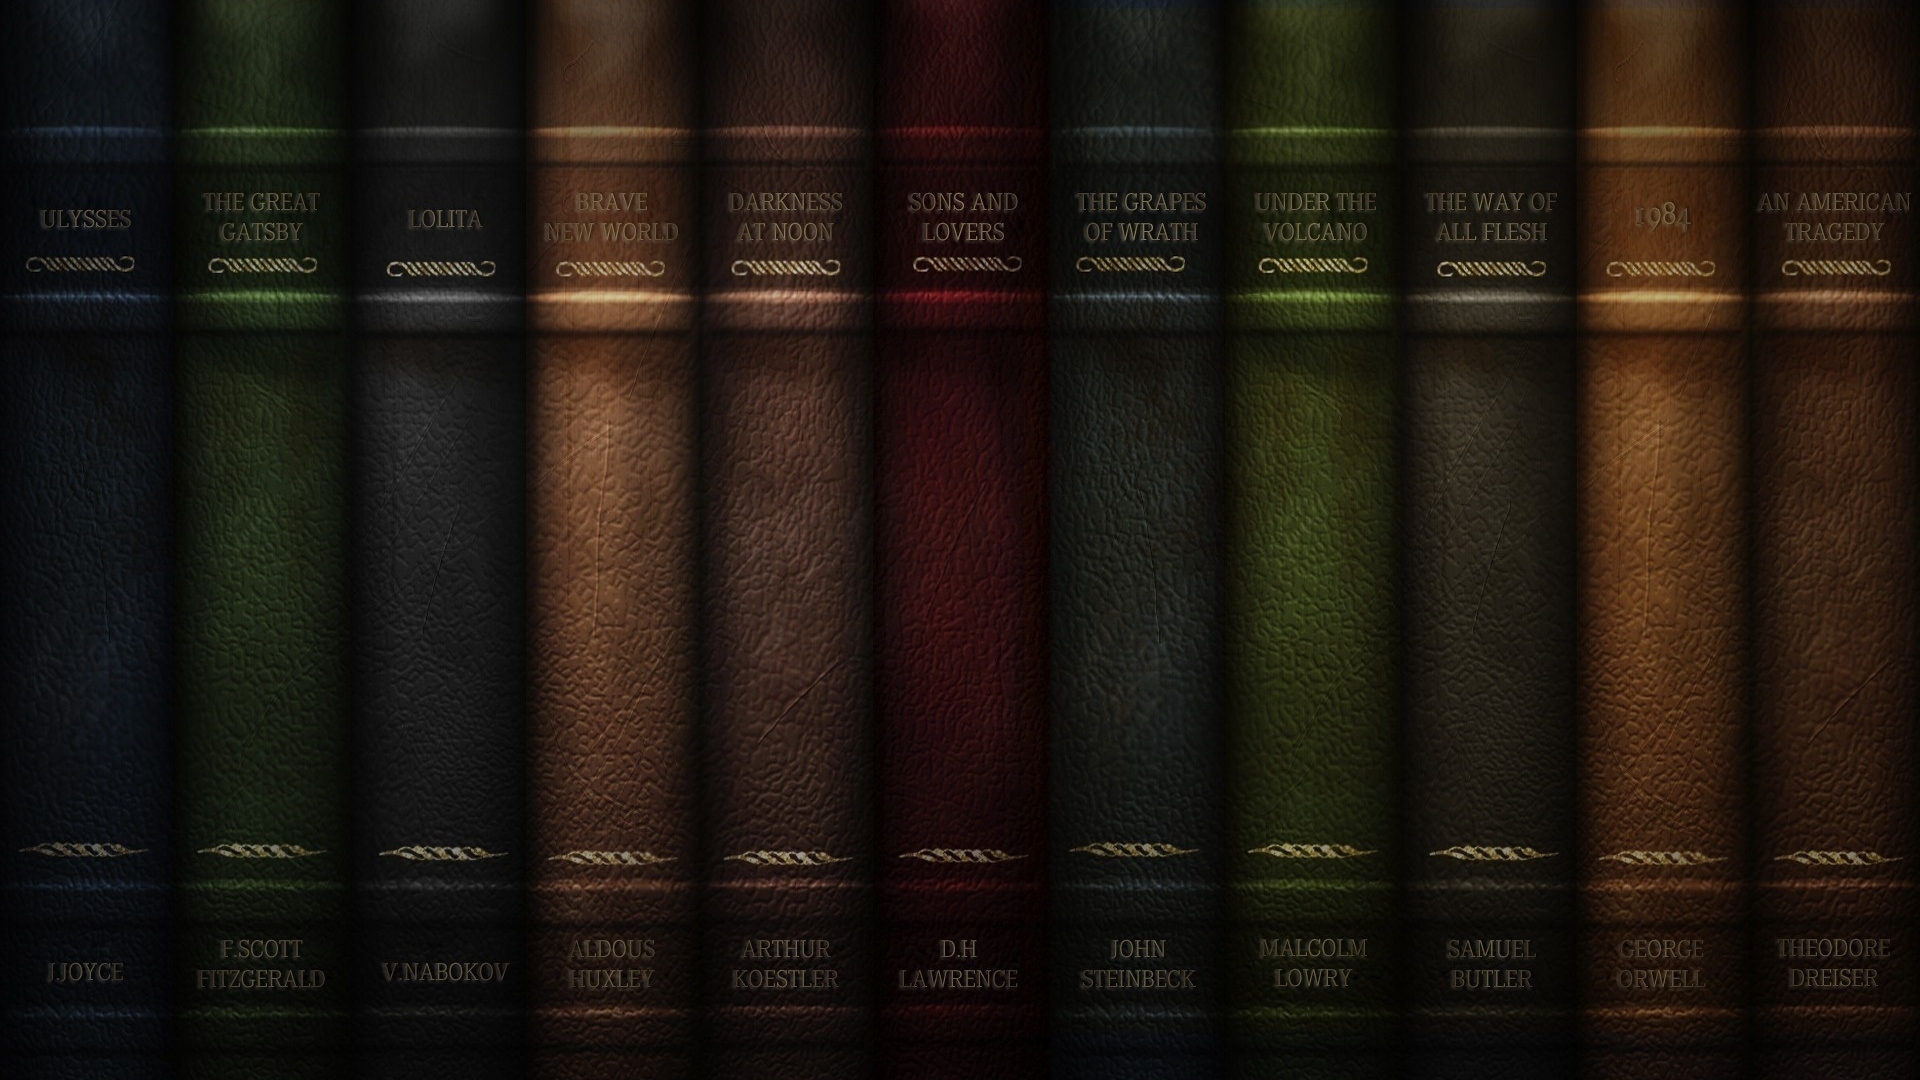 ULYSSES
THE GREAT
GATSBY
LOLITA
BRAVE
NEW WORLD
DARKNESS
AT NOON
SONS AND
LOVERS
THE GRAPES
OF WRATH
UNDER THE
VOLCANO
THE WAY OF
ALL FLESH
1984
AN AMERICAN
TRAGEDY
J.JOYCE
F.SCOTT
FITZGERALD
V.NABOKOV
ALDOUS
HUXLEY
ARTHUR
KOESTLER
D.H
LAWRENCE
JOHN
STEINBECK
MALCOLM
LOWRY
SAMUEL
BUTLER
GEORGE
ORWELL
THEODORE
DREISER